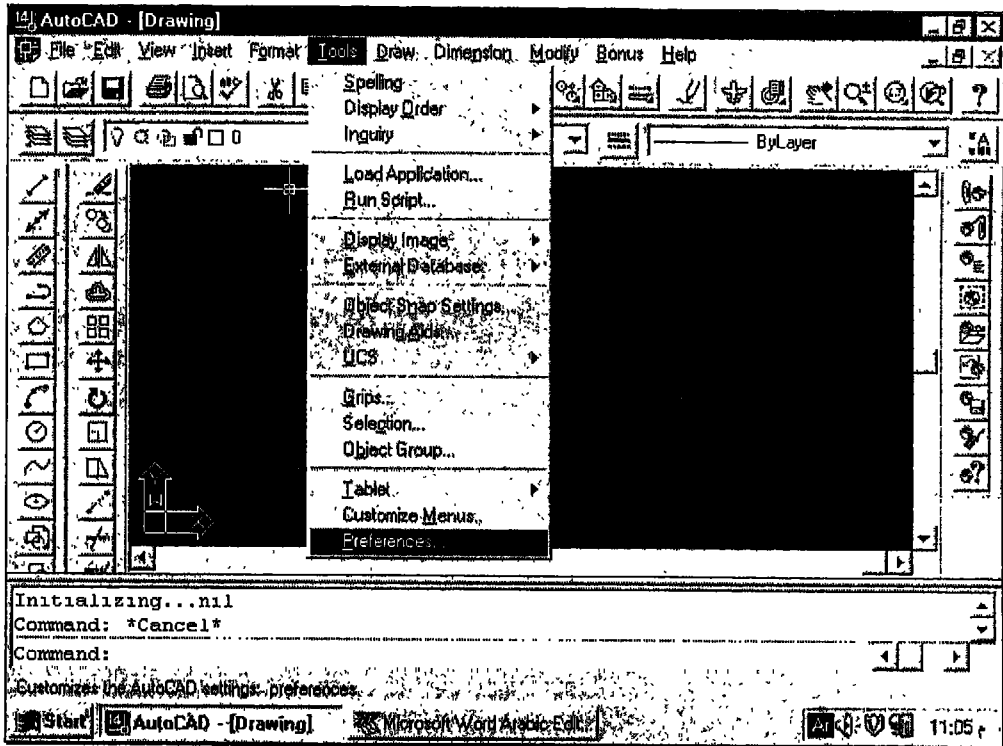 AutoCAD - [Drawing]
File Edit View Insert Format Tools Draw Dimension Modify Bonus Help
Spelling
Display Order
Inquiry
0
ByLayer
Load Application...
Run Script...
Display Image
External Database
Object Snap Settings...
Drawing Aids...
UCS
Grips...
Selection...
Object Group...
Tablet
Customize Menus...
Preferences...
Initializing...nil
Command: *Cancel*
Command:
Customizes the AutoCAD settings: preferences
Start AutoCAD - [Drawing] Microsoft Word Arabic Edit... 11:05 م